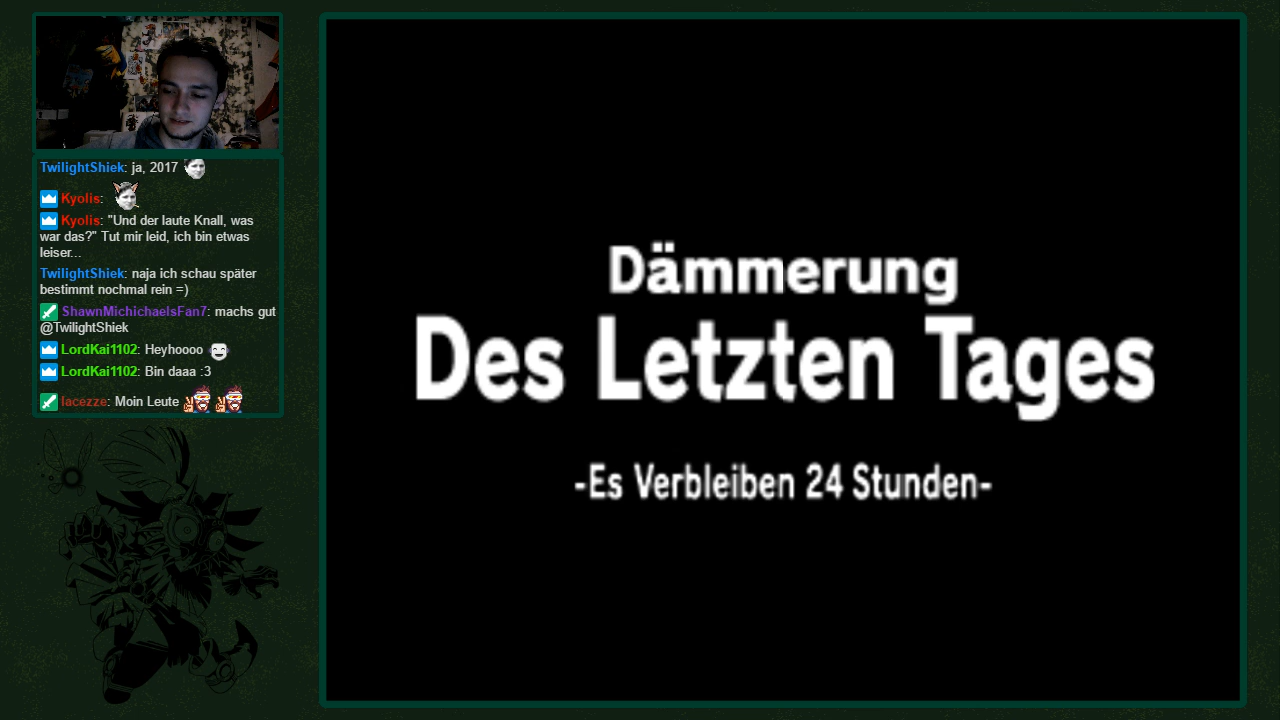 TwilightShiek: ja, 2017
Kyolis:
Kyolis: "Und der laute Knall, was
war das?" Tut mir leid, ich bin etwas
leiser...
TwilightShiek: naja ich schau später
bestimmt nochmal rein =)
ShawnMichichaelsFan7: machs gut
@TwilightShiek
LordKai1102: Heyhoooo
LordKai1102: Bin daaa :3
lacezze: Moin Leute
Dämmerung
Des Letzten Tages
-Es Verbleiben 24 Stunden-